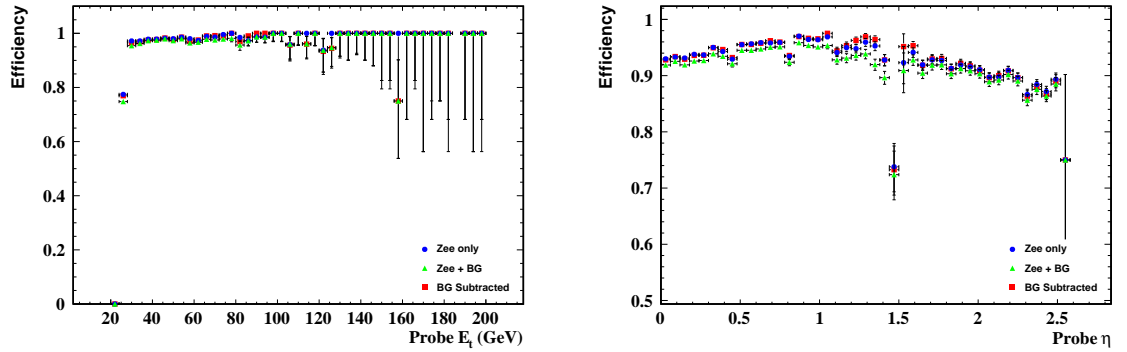 Efficiency
1
0.8
0.6
0.4
0.2
0
20 40 60 80 100 120 140 160 180 200
Probe E_t (GeV)
Zee only
Zee + BG
BG Subtracted
Efficiency
1
0.9
0.8
0.7
0.6
0.5
0 0.5 1 1.5 2 2.5
Probe η
Zee only
Zee + BG
BG Subtracted